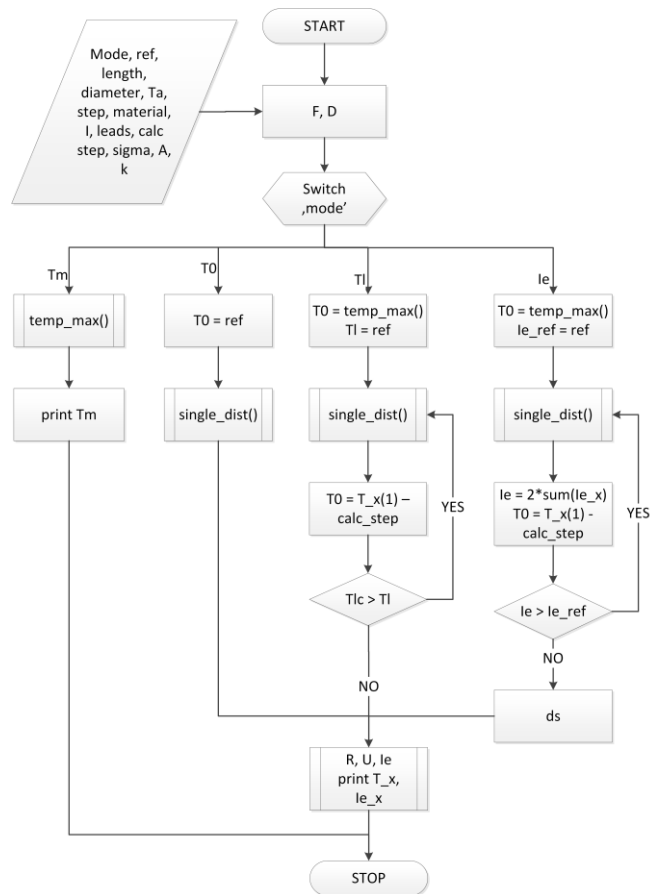 START
Mode, ref,
length,
diameter, Ta,
step, material,
I, leads, calc
step, sigma, A,
k
F, D
Switch
‚mode’
Tm
T0
Tl
Ie
temp_max()
T0 = ref
T0 = temp_max()
Tl = ref
T0 = temp_max()
Ie_ref = ref
print Tm
single_dist()
single_dist()
single_dist()
T0 = T_x(1) –
calc_step
YES
Ie = 2*sum(Ie_x)
T0 = T_x(1) -
calc_step
YES
Tlc > Tl
Ie > Ie_ref
NO
NO
ds
R, U, Ie
print T_x,
Ie_x
STOP